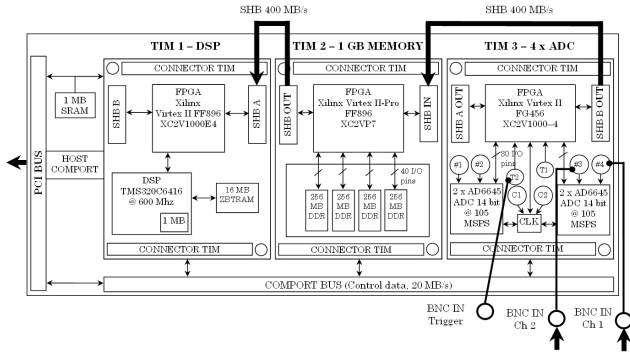 SHB 400 MB/s
SHB 400 MB/s
TIM 1 – DSP
TIM 2 – 1 GB MEMORY
TIM 3 – 4 x ADC
CONNECTOR TIM
CONNECTOR TIM
CONNECTOR TIM
PCI BUS
1 MB
SRAM
HOST
COMPORT
SHB B
FPGA
Xilinx
Virtex II FF896
XC2V1000E4
SHB A
DSP
TMS320C6416
@ 600 Mhz
1 MB
16 MB
ZBTRAM
CONNECTOR TIM
SHB OUT
FPGA
Xilinx Virtex II-Pro
FF896
XC2VP7
SHB IN
40 I/O
pins
256
MB
DDR
256
MB
DDR
256
MB
DDR
256
MB
DDR
CONNECTOR TIM
SHB A OUT
FPGA
Xilinx Virtex II
FG456
XC2V1000–4
SHB B OUT
80 I/O
pins
#1
#2
T2
T1
#3
#4
C1
C2
2 x AD6645
ADC 14 bit
@ 105
MSPS
CLK
2 x AD6645
ADC 14 bit
@ 105
MSPS
CONNECTOR TIM
COMPORT BUS (Control data, 20 MB/s)
BNC IN
Trigger
BNC IN
Ch 2
BNC IN
Ch 1